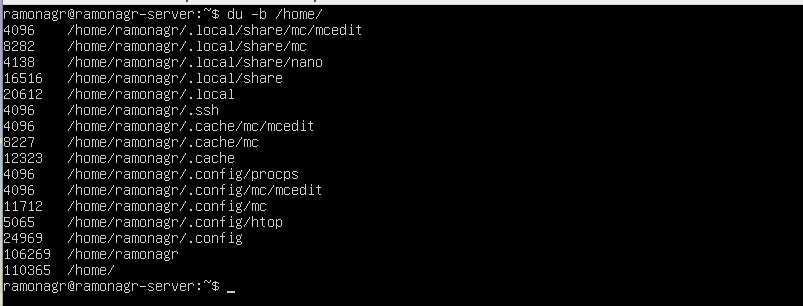 ramonagr@ramonagr-server:~$ du -b /home/
4096 /home/ramonagr/.local/share/mc/mcedit
8282 /home/ramonagr/.local/share/mc
4138 /home/ramonagr/.local/share/nano
16516 /home/ramonagr/.local/share
20612 /home/ramonagr/.local
4096 /home/ramonagr/.ssh
4096 /home/ramonagr/.cache/mc/mcedit
8227 /home/ramonagr/.cache/mc
12323 /home/ramonagr/.cache
4096 /home/ramonagr/.config/procps
4096 /home/ramonagr/.config/mc/mcedit
11712 /home/ramonagr/.config/mc
5065 /home/ramonagr/.config/htop
24969 /home/ramonagr/.config
106269 /home/ramonagr
110365 /home/
ramonagr@ramonagr-server:~$ _